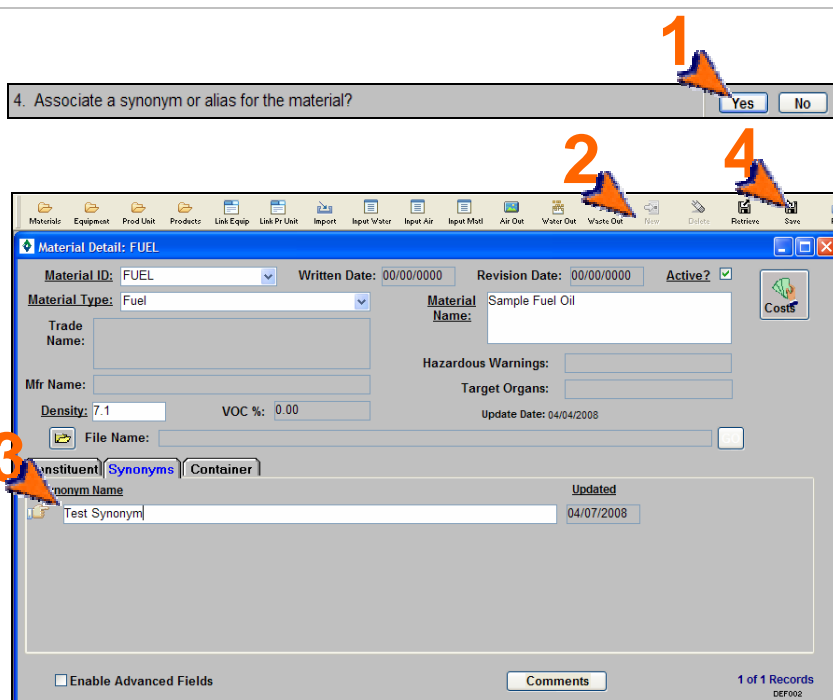 1
4. Associate a synonym or alias for the material?
Yes No
2 4
Materials Equipment Prod Unit Products Link Equip Link Pr Unit Import Input Water Input Air Input Matl Air Out Water Out Waste Out New Delete Retrieve Save
Material Detail: FUEL
Material ID: FUEL Written Date: 00/00/0000 Revision Date: 00/00/0000 Active?
Material Type: Fuel Material Name: Sample Fuel Oil
Costs
Trade Name:
Hazardous Warnings:
Mfr Name: Target Organs:
Density: 7.1 VOC %: 0.00 Update Date: 04/04/2008
File Name: GO
3
onstituent Synonyms Container
nonym Name Updated
Test Synonym 04/07/2008
Enable Advanced Fields Comments 1 of 1 Records
DEF002